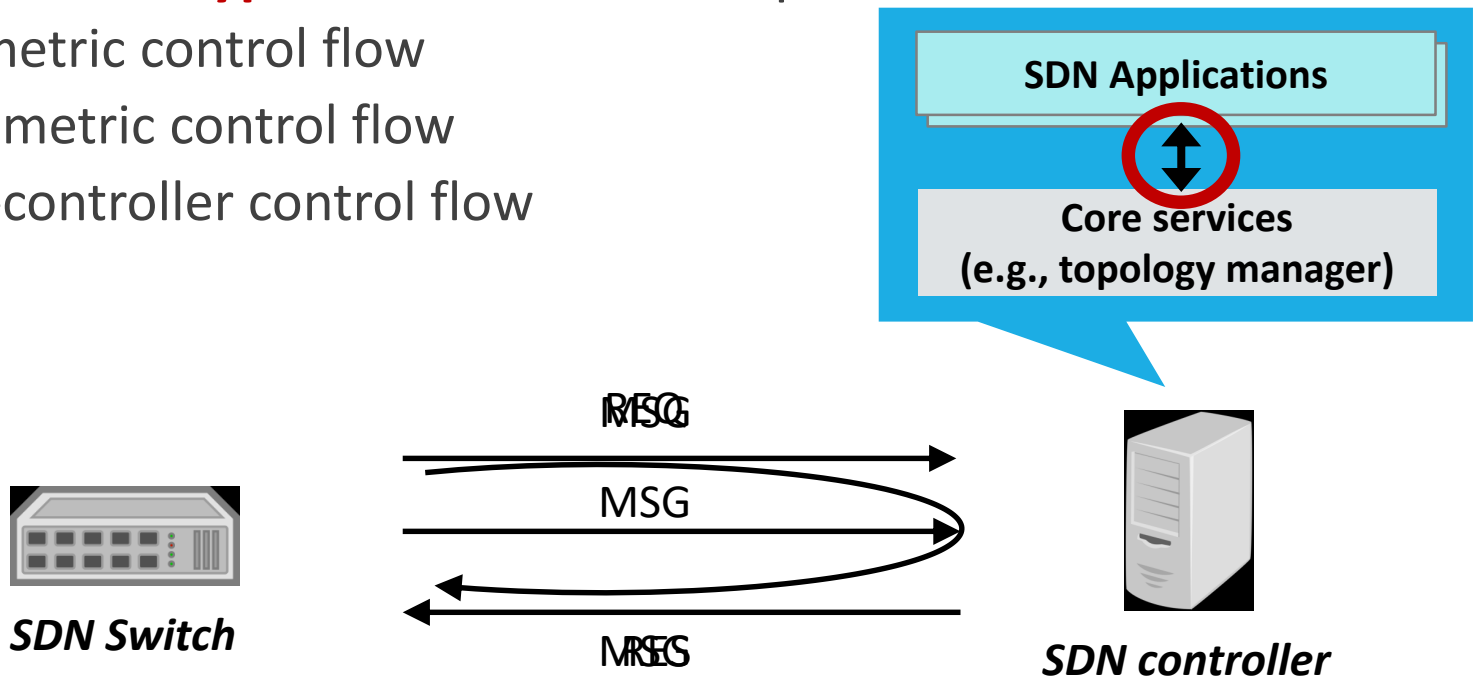 metric control flow
metric control flow
controller control flow
SDN Applications
Core services
(e.g., topology manager)
MSG
SDN Switch
SDN controller